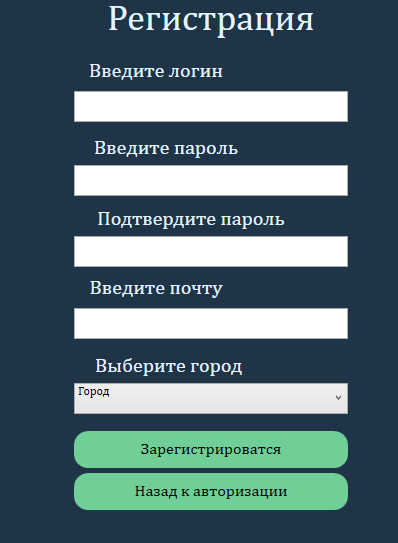 Регистрация
Введите логин
Введите пароль
Подтвердите пароль
Введите почту
Выберите город
Город
Зарегистрироватся
Назад к авторизации